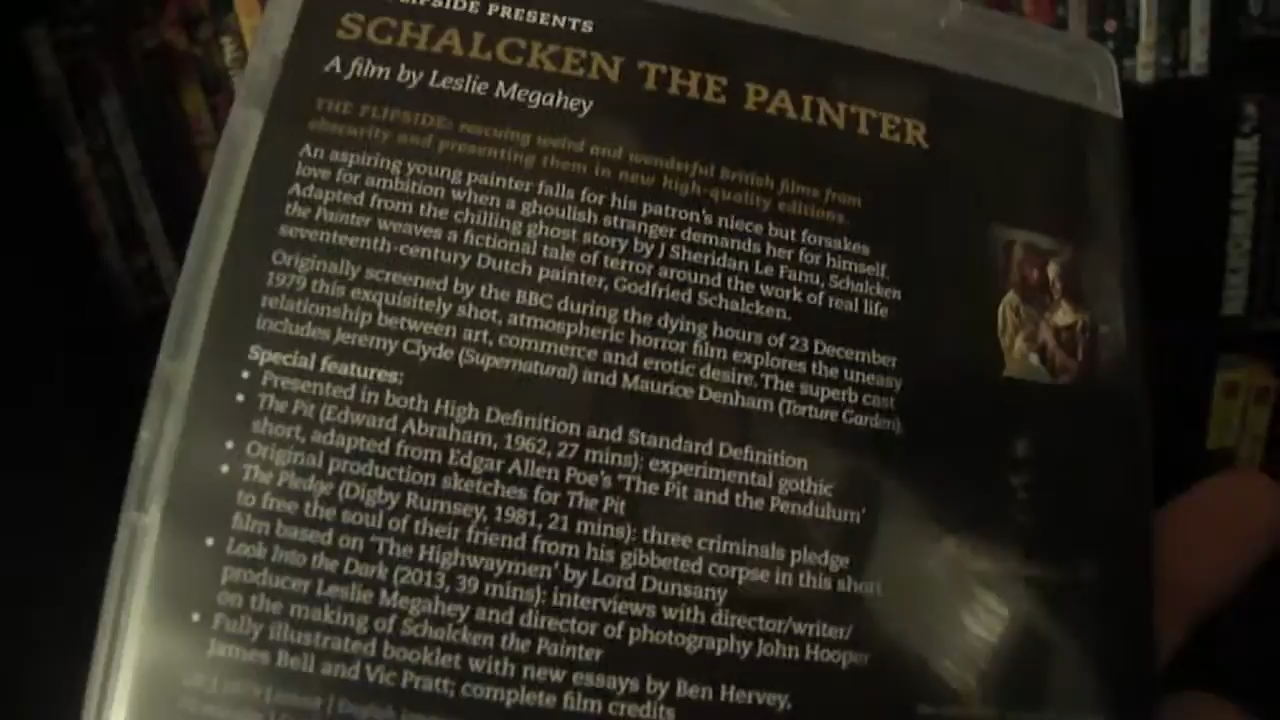 FLIPSIDE PRESENTS
SCHALCKEN THE PAINTER
A film by Leslie Megahey
THE FLIPSIDE: rescuing weird and wonderful British films from
obscurity and presenting them in new high-quality editions.
An aspiring young painter falls for his patron's niece but forsakes
love for ambition when a ghoulish stranger demands her for himself.
Adapted from the chilling ghost story by J Sheridan Le Fanu, Schalcken
the Painter weaves a fictional tale of terror around the work of real life
seventeenth-century Dutch painter, Godfried Schalcken.
Originally screened by the BBC during the dying hours of 23 December
1979 this exquisitely shot, atmospheric horror film explores the uneasy
relationship between art, commerce and erotic desire. The superb cast
includes Jeremy Clyde (Supernatural) and Maurice Denham (Torture Garden).
Special features:
• Presented in both High Definition and Standard Definition
• The Pit (Edward Abraham, 1962, 27 mins): experimental gothic
short, adapted from Edgar Allen Poe's 'The Pit and the Pendulum'
• Original production sketches for The Pit
• The Pledge (Digby Rumsey, 1981, 21 mins): three criminals pledge
to free the soul of their friend from his gibbeted corpse in this short
film based on 'The Highwaymen' by Lord Dunsany
• Look Into the Dark (2013, 39 mins): interviews with director/writer/
producer Leslie Megahey and director of photography John Hooper
on the making of Schalcken the Painter
• Fully illustrated booklet with new essays by Ben Hervey,
James Bell and Vic Pratt; complete film credits
NEKROMANTIK